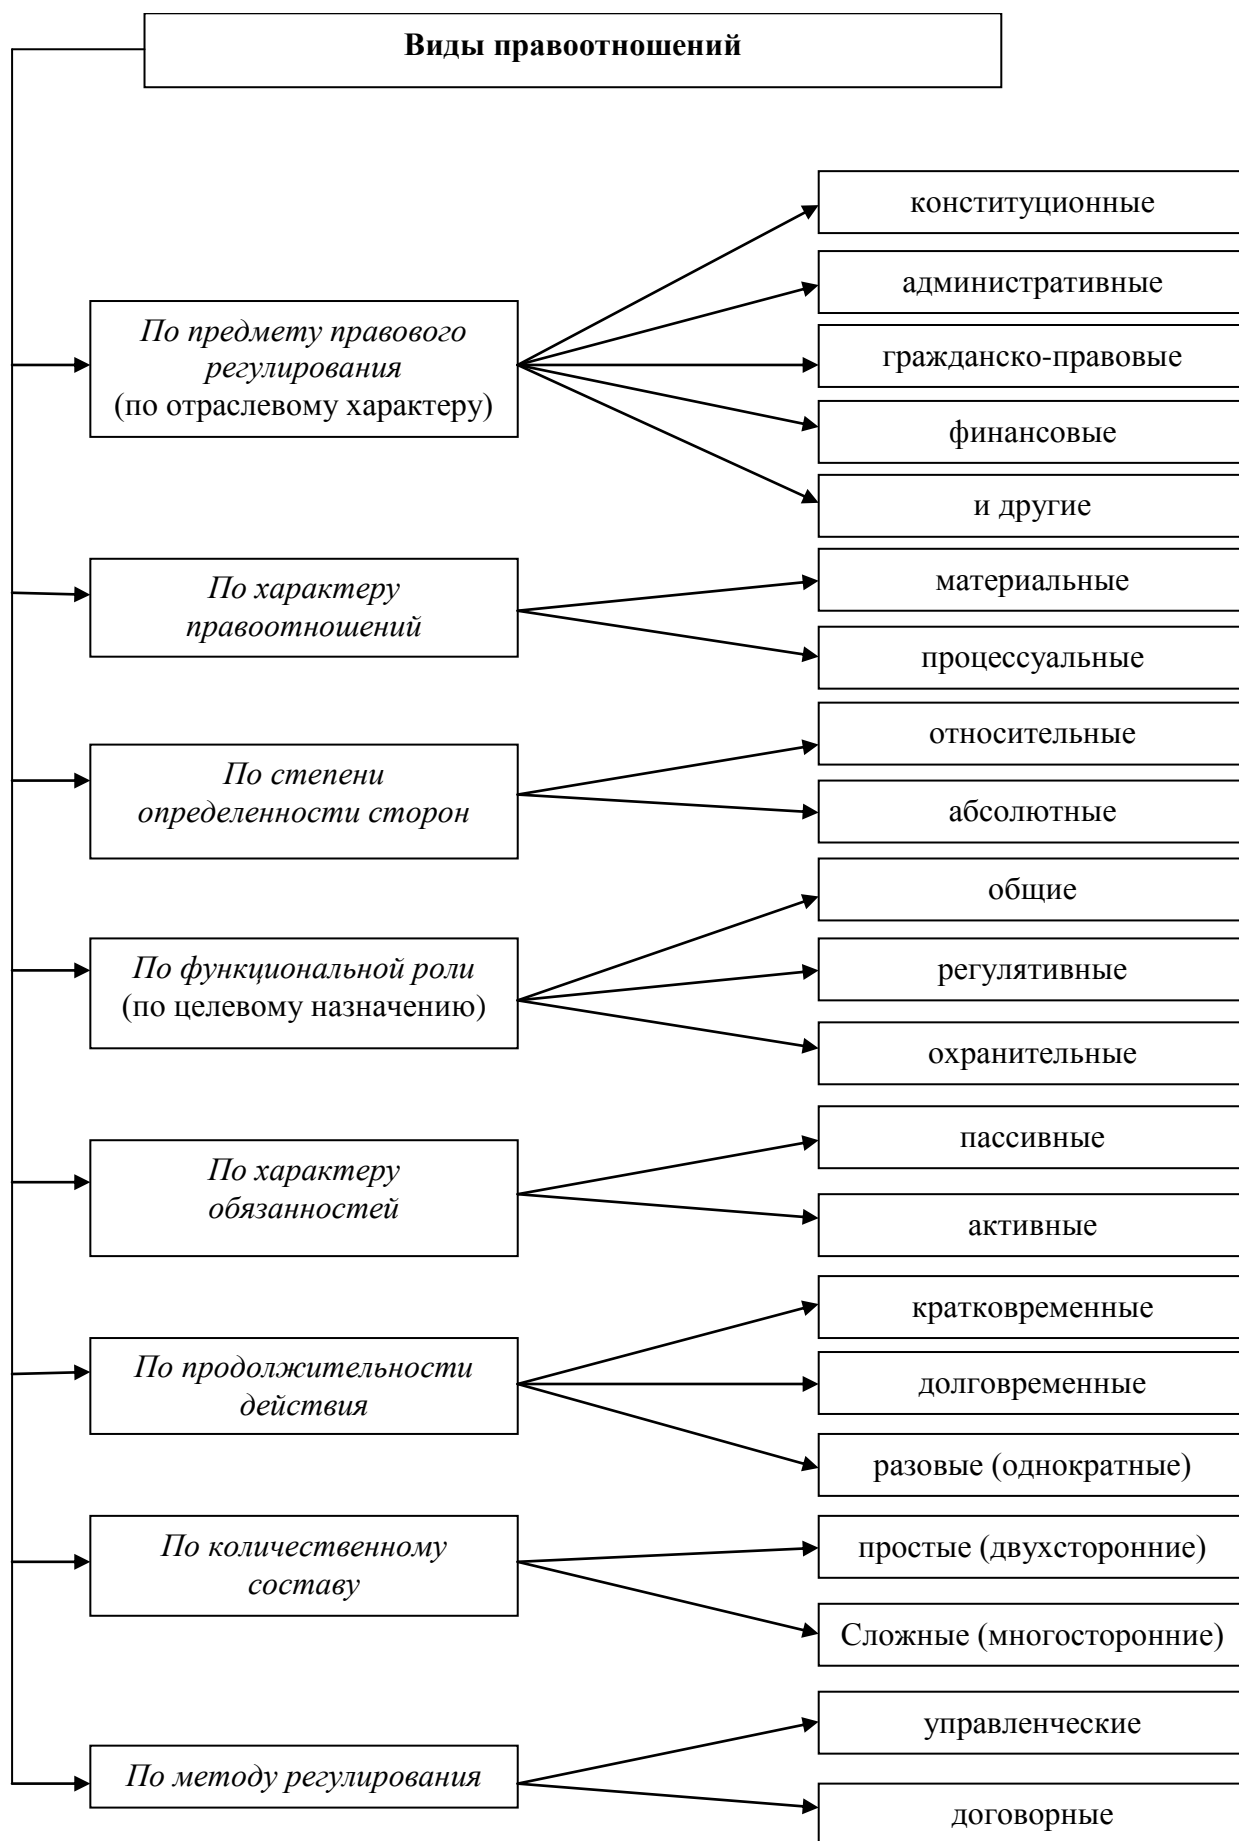 Виды правоотношений
По предмету правового
регулирования
(по отраслевому характеру)
конституционные
административные
гражданско-правовые
финансовые
и другие
По характеру
правоотношений
материальные
процессуальные
По степени
определенности сторон
относительные
абсолютные
По функциональной роли
(по целевому назначению)
общие
регулятивные
охранительные
По характеру
обязанностей
пассивные
активные
По продолжительности
действия
кратковременные
долговременные
разовые (однократные)
По количественному
составу
простые (двухсторонние)
Сложные (многосторонние)
По методу регулирования
управленческие
договорные